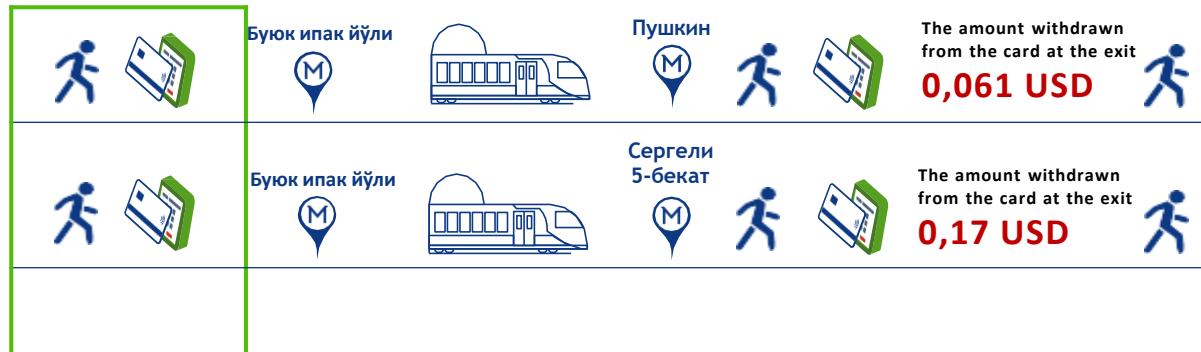 Буюк ипак йўли
Пушкин
The amount withdrawn
from the card at the exit
0,061 USD
Буюк ипак йўли
Сергели
5-бекат
The amount withdrawn
from the card at the exit
0,17 USD